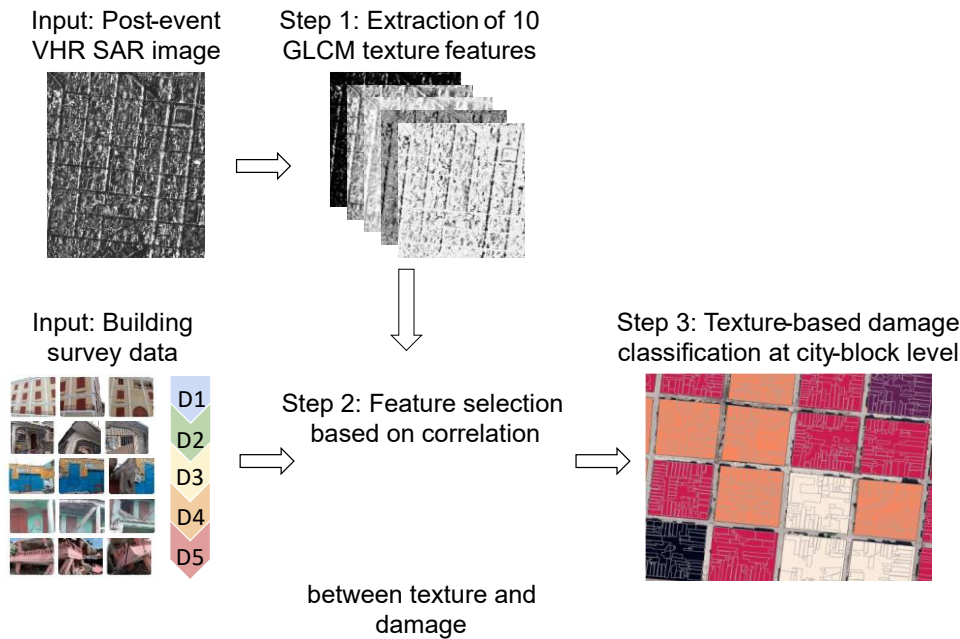 Input: Post-event
VHR SAR image
Step 1: Extraction of 10
GLCM texture features
Input: Building
survey data
D1
D2
D3
D4
D5
Step 2: Feature selection
based on correlation
between texture and
damage
Step 3: Texture-based damage
classification at city-block level